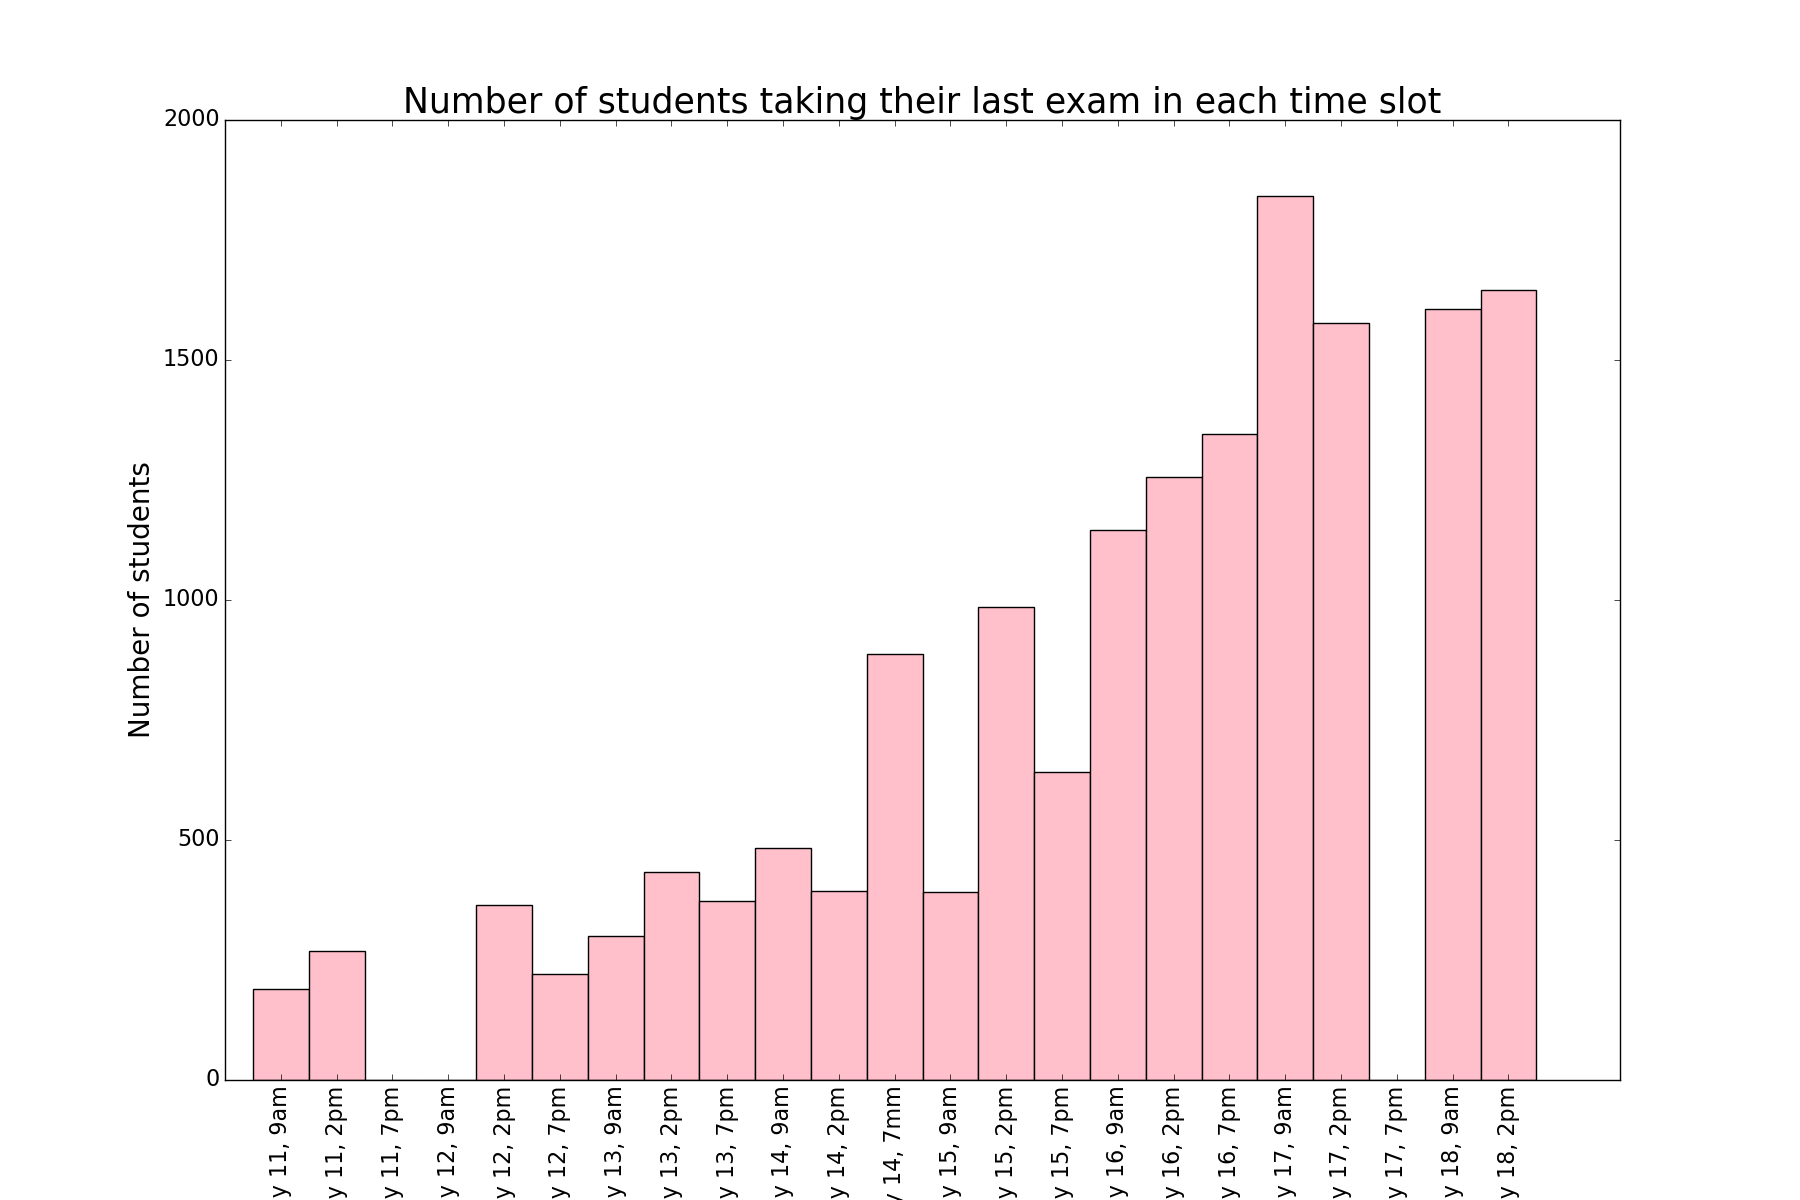 Number of students taking their last exam in each time slot
2000
1500
1000
500
0
Number of students
y 11, 9am
y 11, 2pm
y 11, 7pm
y 12, 9am
y 12, 2pm
y 12, 7pm
y 13, 9am
y 13, 2pm
y 13, 7pm
y 14, 9am
y 14, 2pm
y 14, 7mm
y 15, 9am
y 15, 2pm
y 15, 7pm
y 16, 9am
y 16, 2pm
y 16, 7pm
y 17, 9am
y 17, 2pm
y 17, 7pm
y 18, 9am
y 18, 2pm